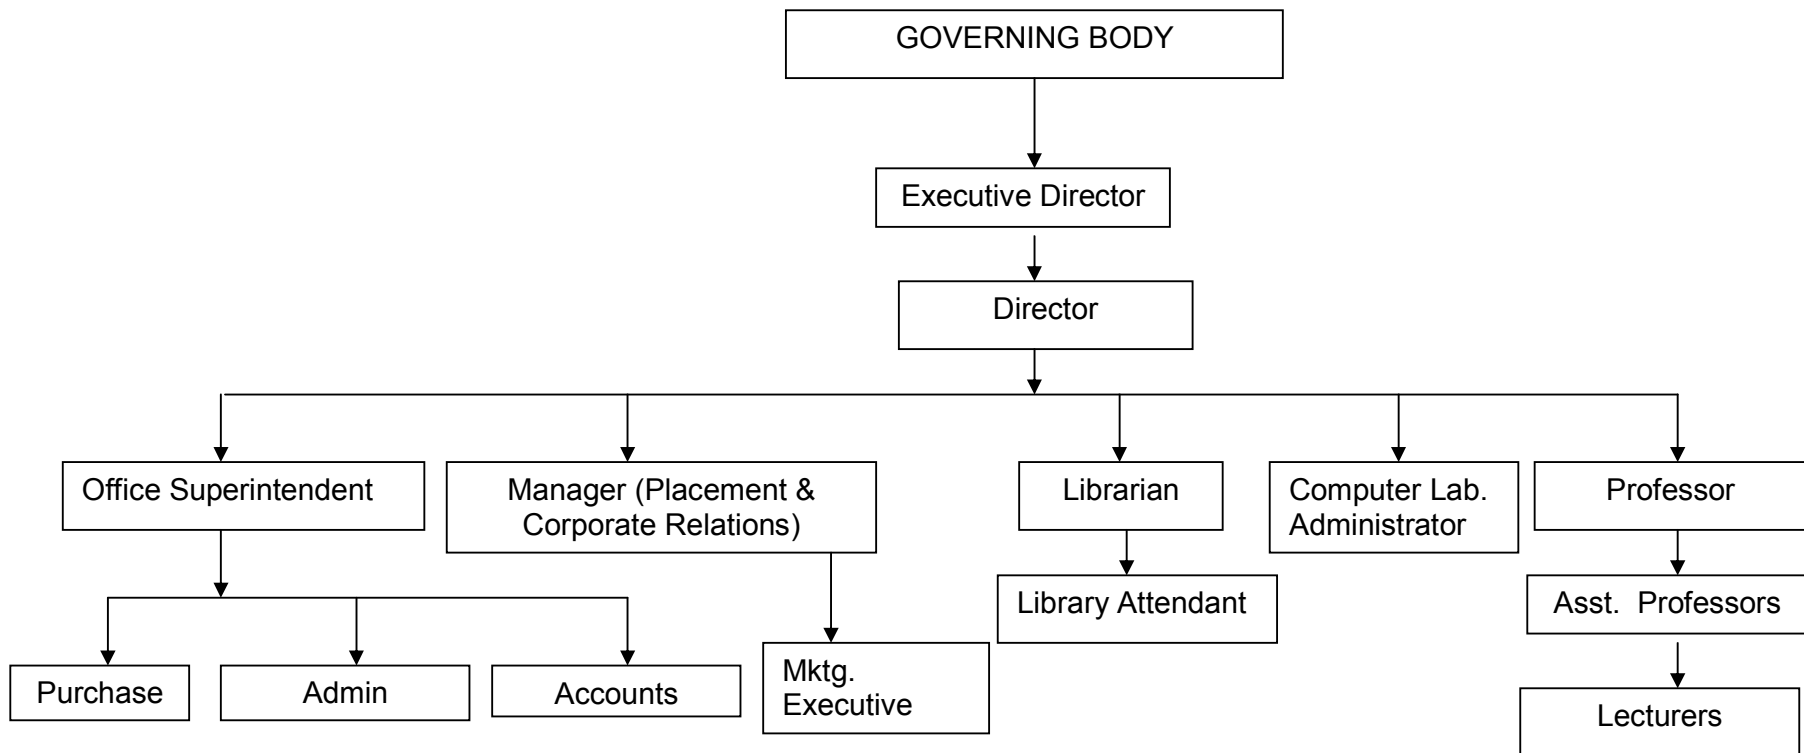 GOVERNING BODY
Executive Director
Director
Office Superintendent
Manager (Placement &
Corporate Relations)
Librarian
Computer Lab.
Administrator
Professor
Library Attendant
Asst. Professors
Purchase
Admin
Accounts
Mktg.
Executive
Lecturers